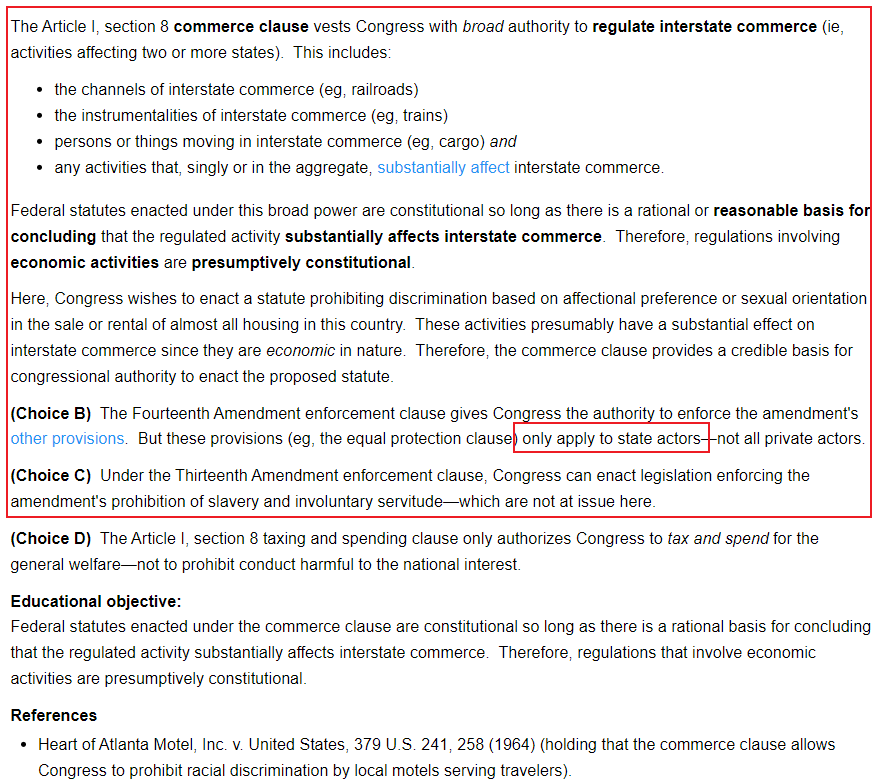 The Article I, section 8 commerce clause vests Congress with broad authority to regulate interstate commerce (ie,
activities affecting two or more states).  This includes:
• the channels of interstate commerce (eg, railroads)
• the instrumentalities of interstate commerce (eg, trains)
• persons or things moving in interstate commerce (eg, cargo) and
• any activities that, singly or in the aggregate, substantially affect interstate commerce.
Federal statutes enacted under this broad power are constitutional so long as there is a rational or reasonable basis for
concluding that the regulated activity substantially affects interstate commerce.  Therefore, regulations involving
economic activities are presumptively constitutional.
Here, Congress wishes to enact a statute prohibiting discrimination based on affectional preference or sexual orientation
in the sale or rental of almost all housing in this country.  These activities presumably have a substantial effect on
interstate commerce since they are economic in nature.  Therefore, the commerce clause provides a credible basis for
congressional authority to enact the proposed statute.
(Choice B)  The Fourteenth Amendment enforcement clause gives Congress the authority to enforce the amendment's
other provisions.  But these provisions (eg, the equal protection clause) only apply to state actors—not all private actors.
(Choice C)  Under the Thirteenth Amendment enforcement clause, Congress can enact legislation enforcing the
amendment's prohibition of slavery and involuntary servitude—which are not at issue here.
(Choice D)  The Article I, section 8 taxing and spending clause only authorizes Congress to tax and spend for the
general welfare—not to prohibit conduct harmful to the national interest.
Educational objective:
Federal statutes enacted under the commerce clause are constitutional so long as there is a rational basis for concluding
that the regulated activity substantially affects interstate commerce.  Therefore, regulations that involve economic
activities are presumptively constitutional.
References
• Heart of Atlanta Motel, Inc. v. United States, 379 U.S. 241, 258 (1964) (holding that the commerce clause allows
Congress to prohibit racial discrimination by local motels serving travelers).